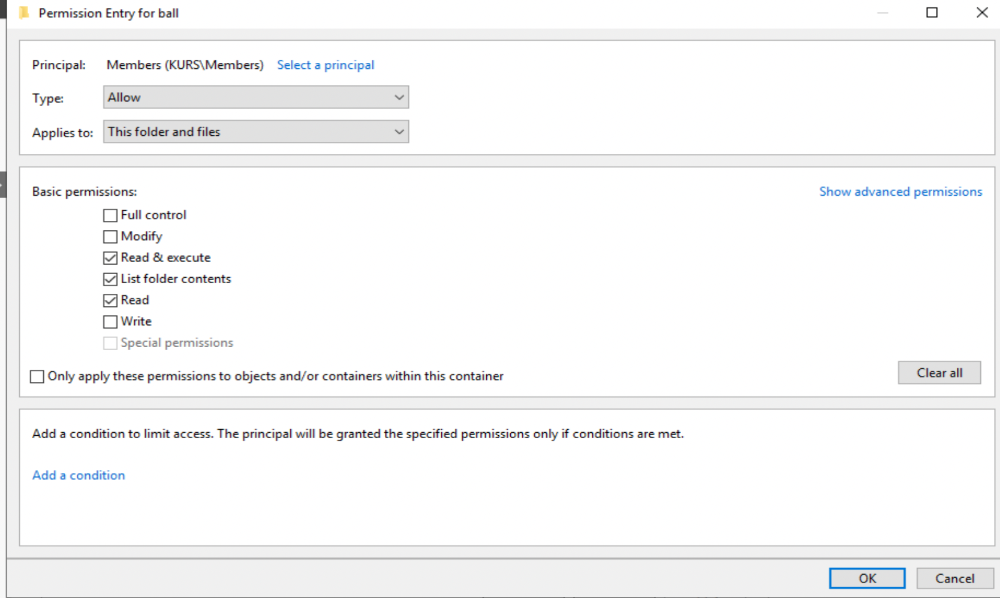 Permission Entry for ball
Principal: Members (KURS\Members) Select a principal
Type: Allow
Applies to: This folder and files
Basic permissions: Show advanced permissions
Full control
Modify
Read & execute
List folder contents
Read
Write
Special permissions
Only apply these permissions to objects and/or containers within this container
Clear all
Add a condition to limit access. The principal will be granted the specified permissions only if conditions are met.
Add a condition
OK Cancel